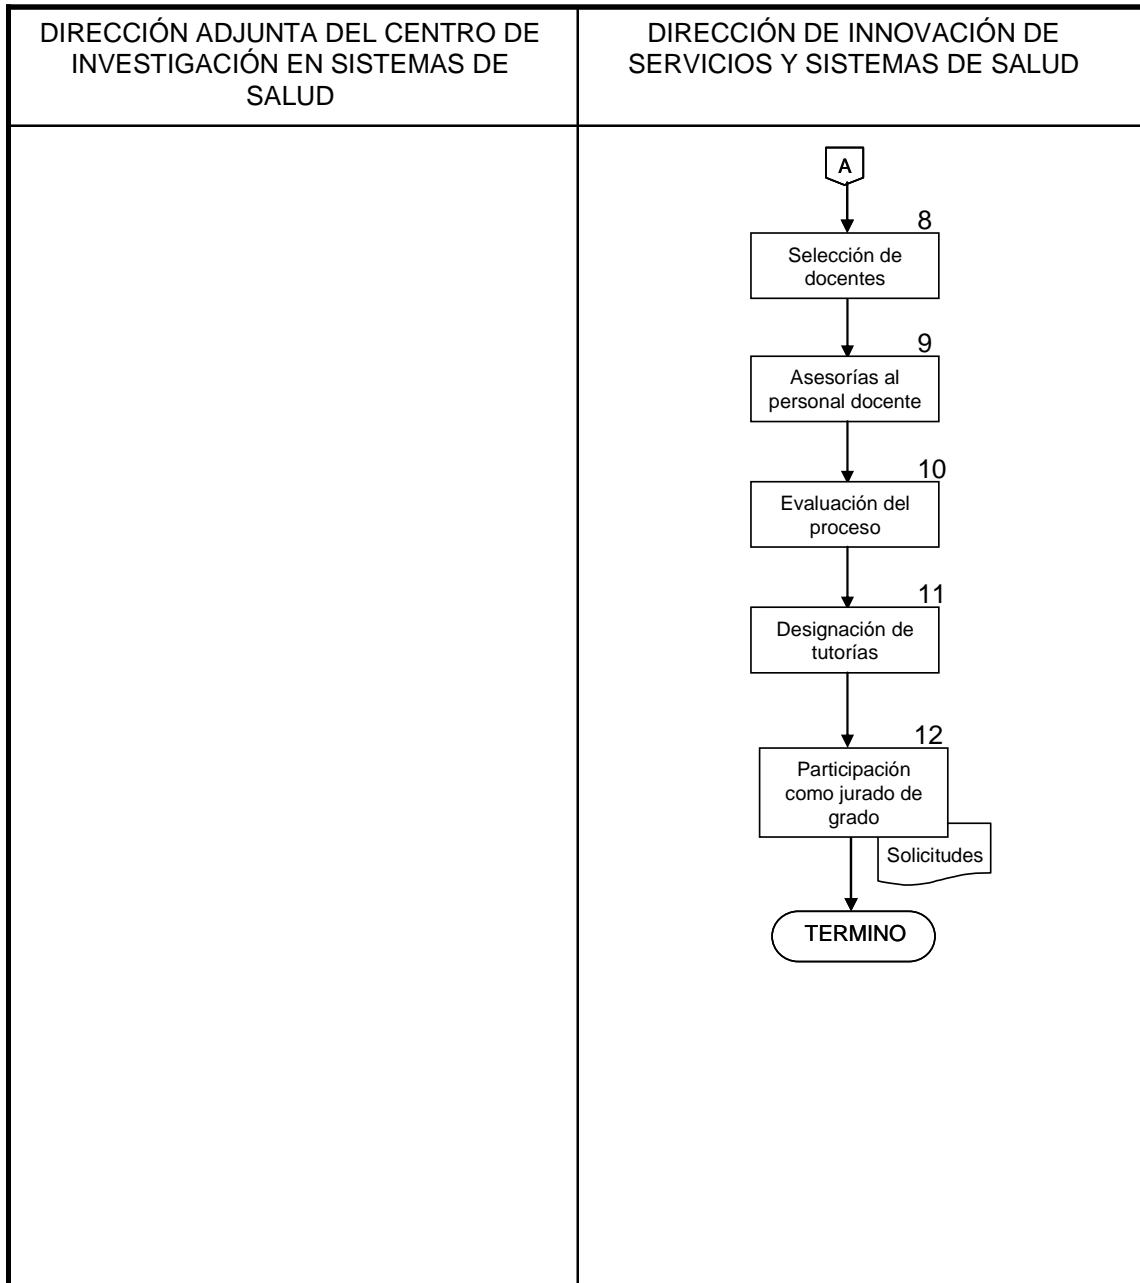 DIRECCIÓN ADJUNTA DEL CENTRO DE
INVESTIGACIÓN EN SISTEMAS DE
SALUD
DIRECCIÓN DE INNOVACIÓN DE
SERVICIOS Y SISTEMAS DE SALUD
A
8
Selección de
docentes
9
Asesorías al
personal docente
10
Evaluación del
proceso
11
Designación de
tutorías
12
Participación
como jurado de
grado
Solicitudes
TERMINO